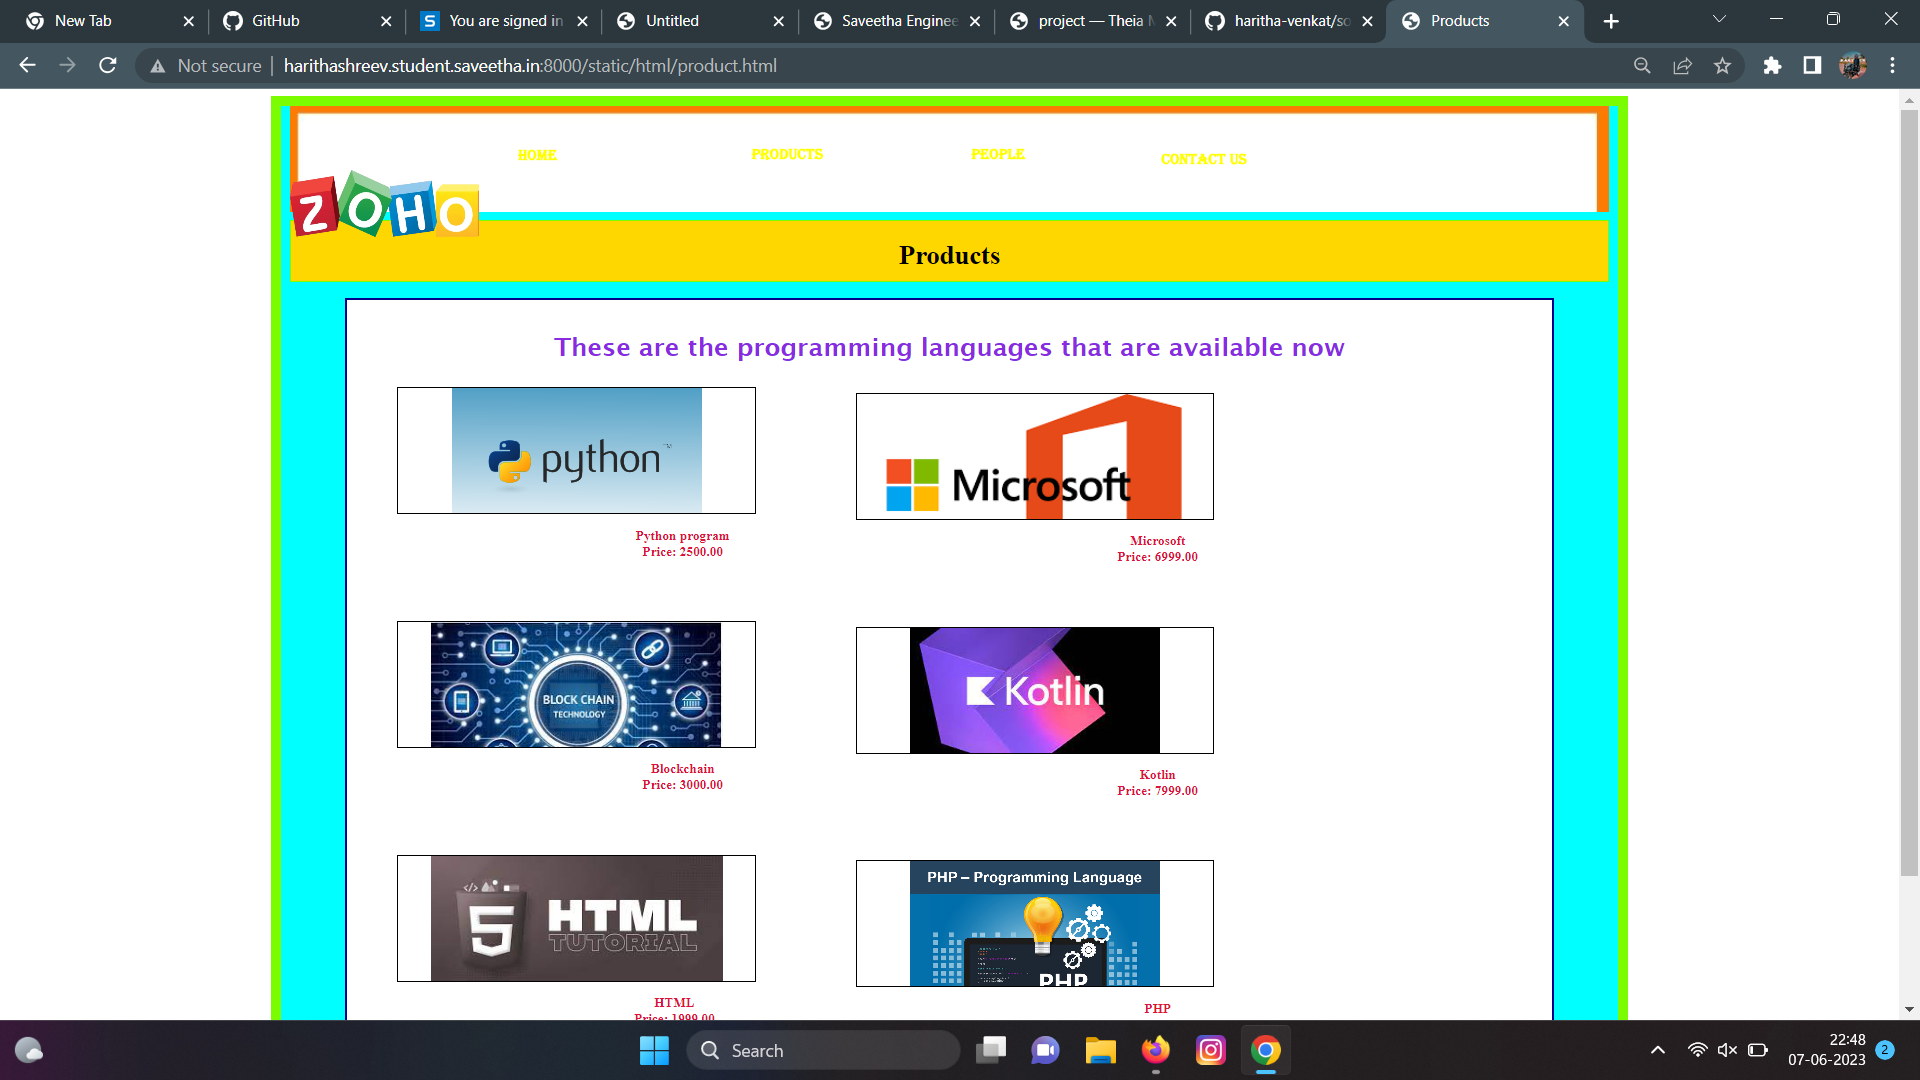 New Tab
GitHub
You are signed in
Untitled
Saveetha Enginee
project — Theia
haritha-venkat/so
Products
Not secure
harithashreev.student.saveetha.in:8000/static/html/product.html
HOME
PRODUCTS
PEOPLE
CONTACT US
ZOHO
Products
These are the programming languages that are available now
python™
Microsoft
Python program
Price: 2500.00
Microsoft
Price: 6999.00
BLOCK CHAIN
TECHNOLOGY
Kotlin
Blockchain
Price: 3000.00
Kotlin
Price: 7999.00
5
HTML
TUTORIAL
PHP – Programming Language
PHP
HTML
Price: 1999.00
PHP
Search
22:48
07-06-2023
2